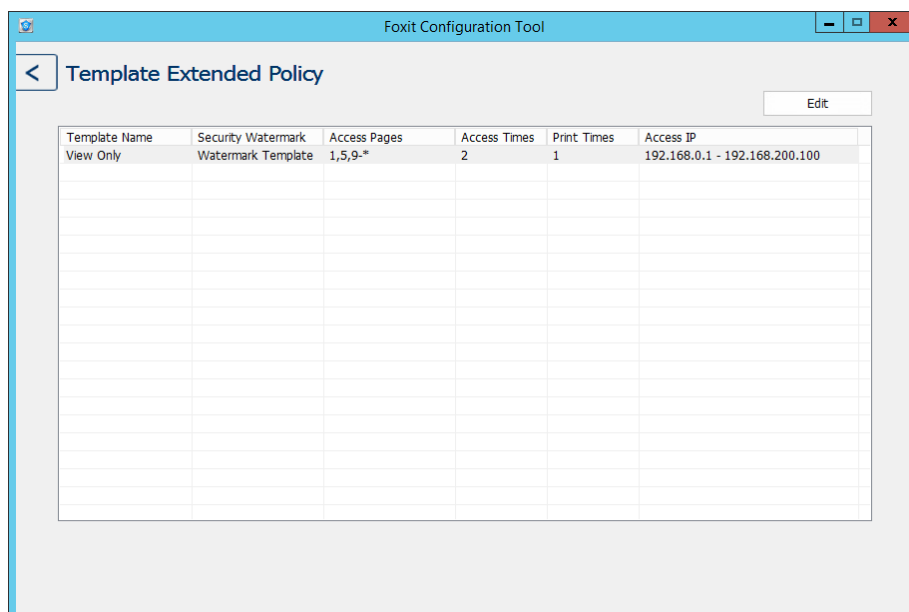 Foxit Configuration Tool
< Template Extended Policy
Edit
Template Name Security Watermark Access Pages Access Times Print Times Access IP
View Only Watermark Template 1,5,9-* 2 1 192.168.0.1 - 192.168.200.100